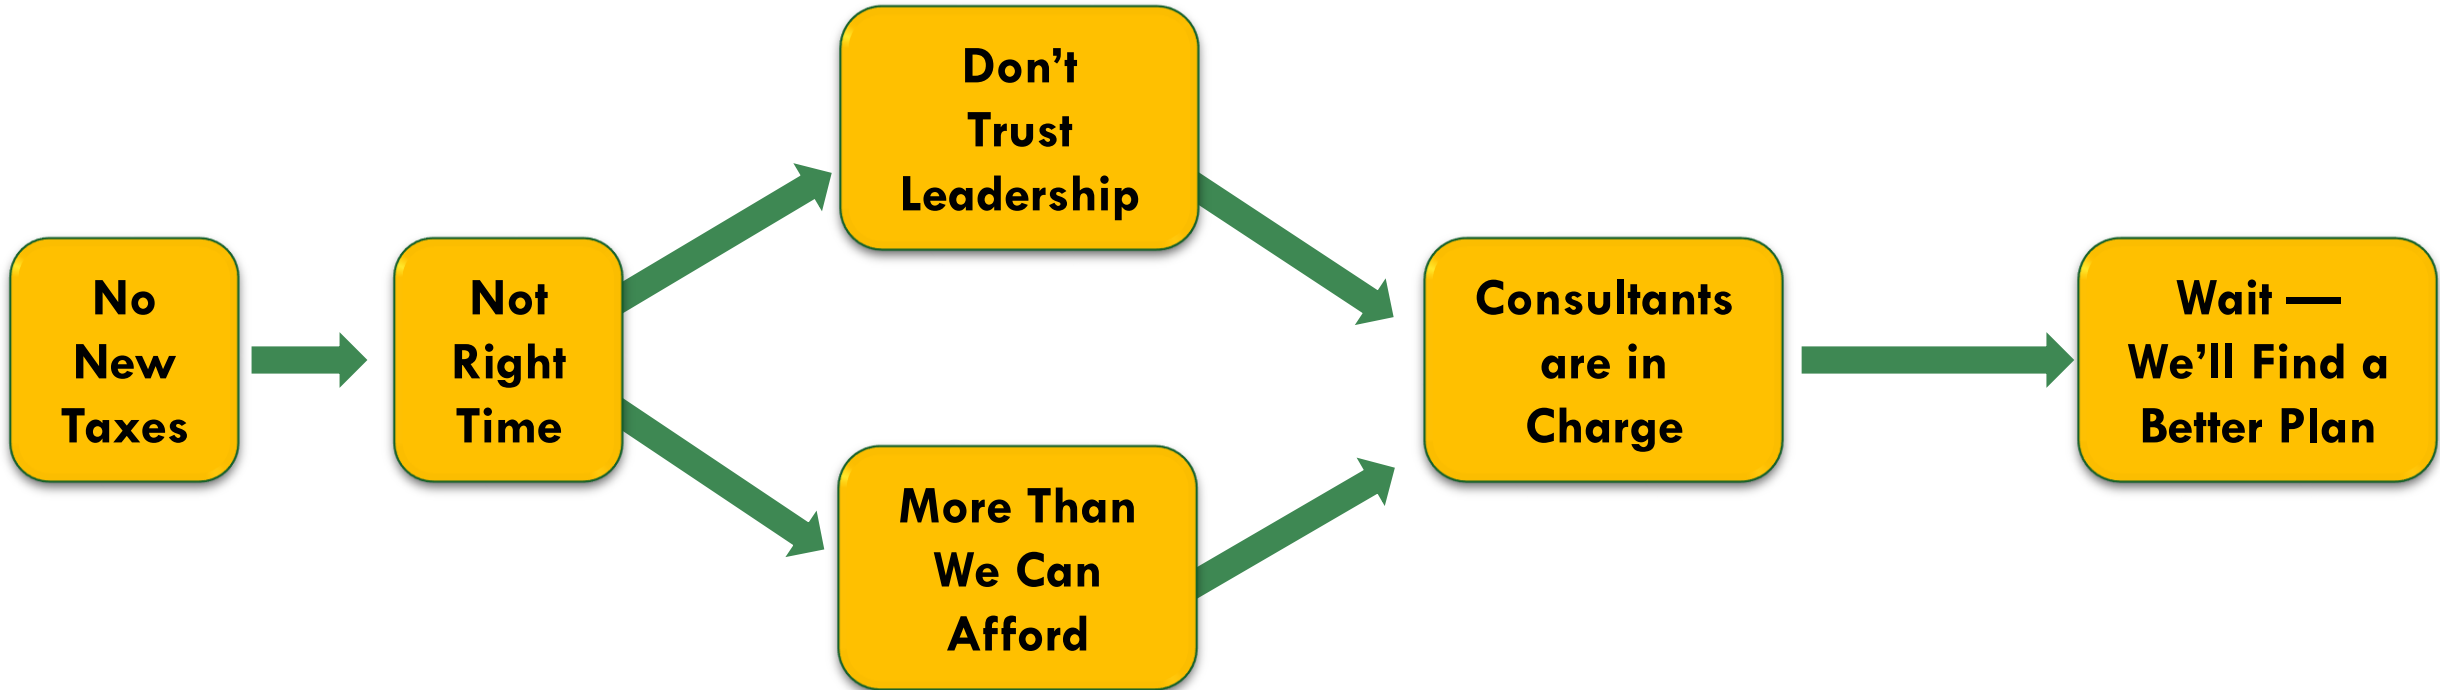 No
New
Taxes
Not
Right
Time
Don’t
Trust
Leadership
More Than
We Can
Afford
Consultants
are in
Charge
Wait —
We’ll Find a
Better Plan